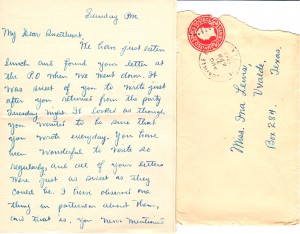 Sunday Pm
My Dear Sweetheart:
We have just eaten
lunch and found your letter
at the P.O when we went down. It
was sweet of you to write just
after you returned from the party
Tuesday night. It looked as though
you wanted to be sure that
you wrote everyday. You have
been wonderful to write so
regularly and all of your letters
were just as sweet as they
could be. I have observed one
thing in particular about them,
and that is, you never mentioned
Miss. Ina Lewis,
Uvalde,
Box 284, Texas.